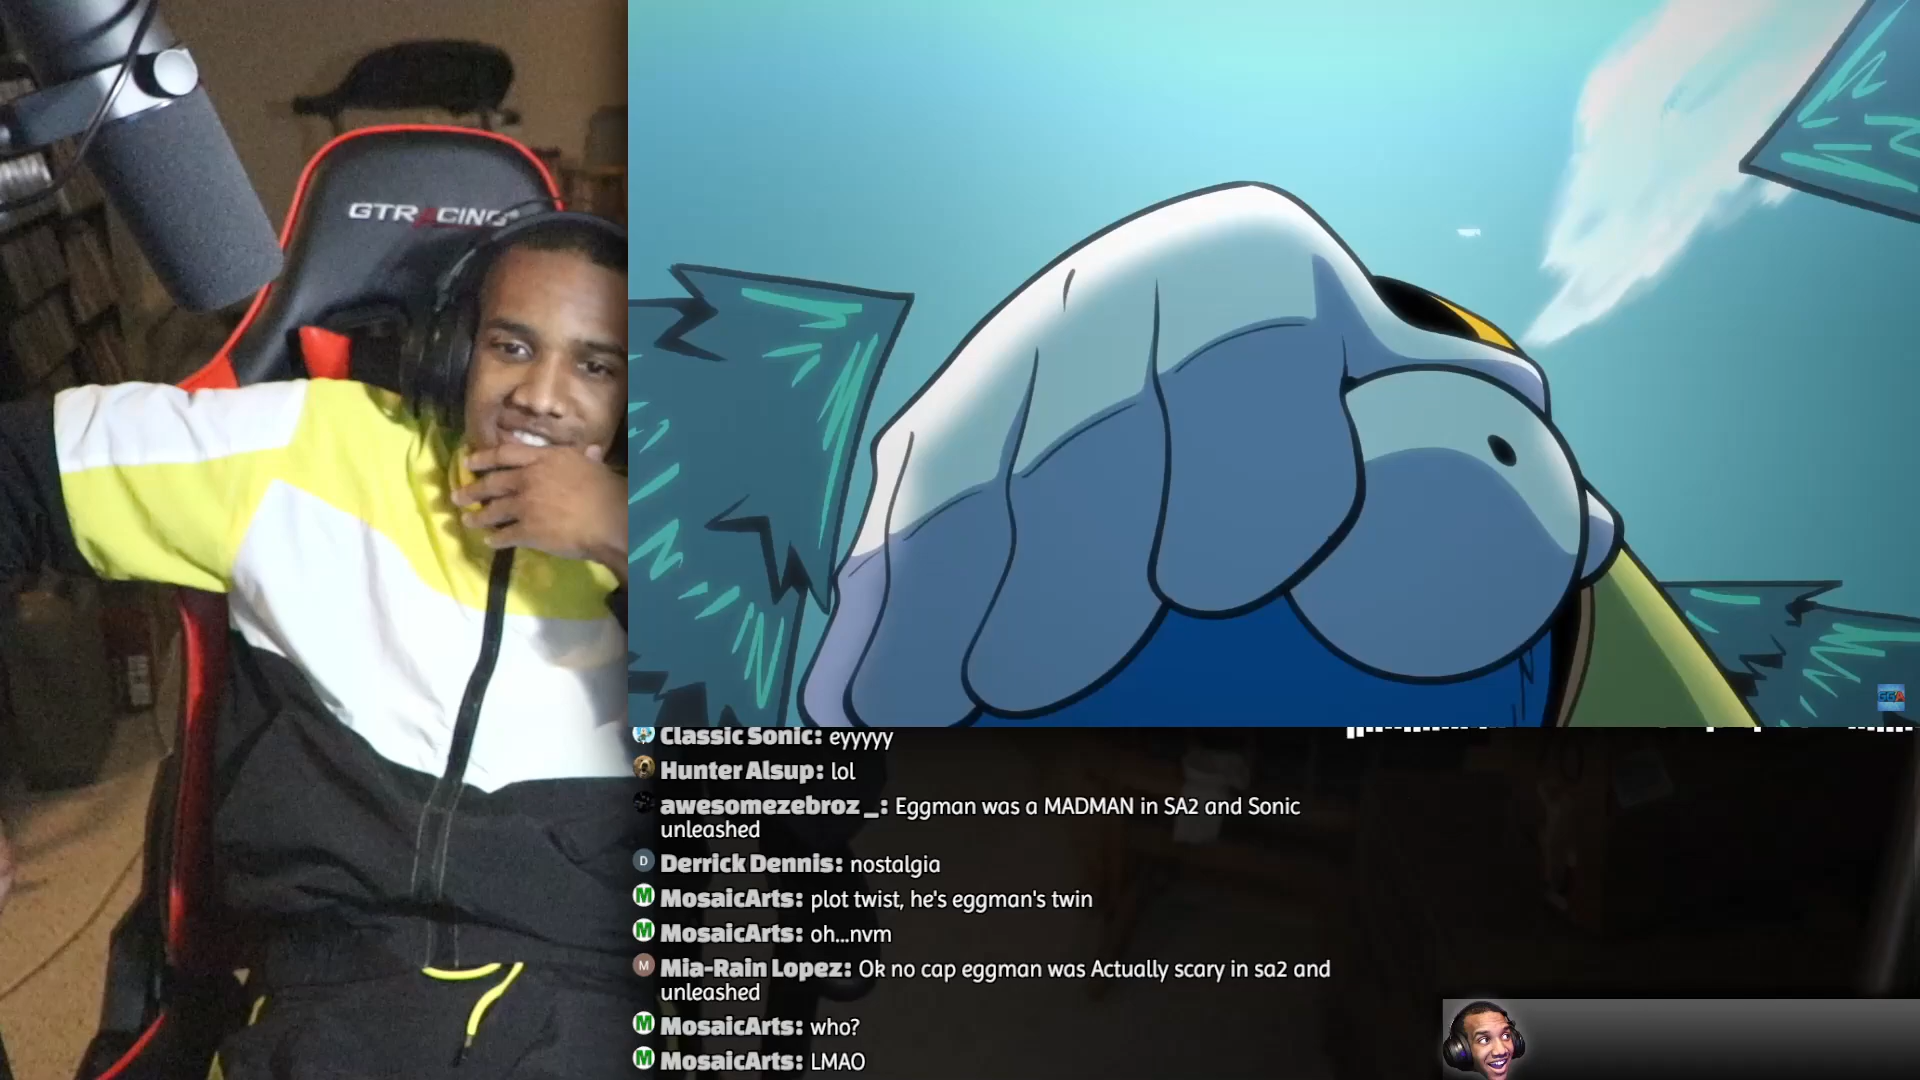 GTRACING
GGA
Classic Sonic: eyyyyy
Hunter Alsup: lol
awesomezebroz _: Eggman was a MADMAN in SA2 and Sonic
unleashed
D Derrick Dennis: nostalgia
M MosaicArts: plot twist, he's eggman's twin
M MosaicArts: oh...nvm
M Mia-Rain Lopez: Ok no cap eggman was Actually scary in sa2 and
unleashed
M MosaicArts: who?
M MosaicArts: LMAO